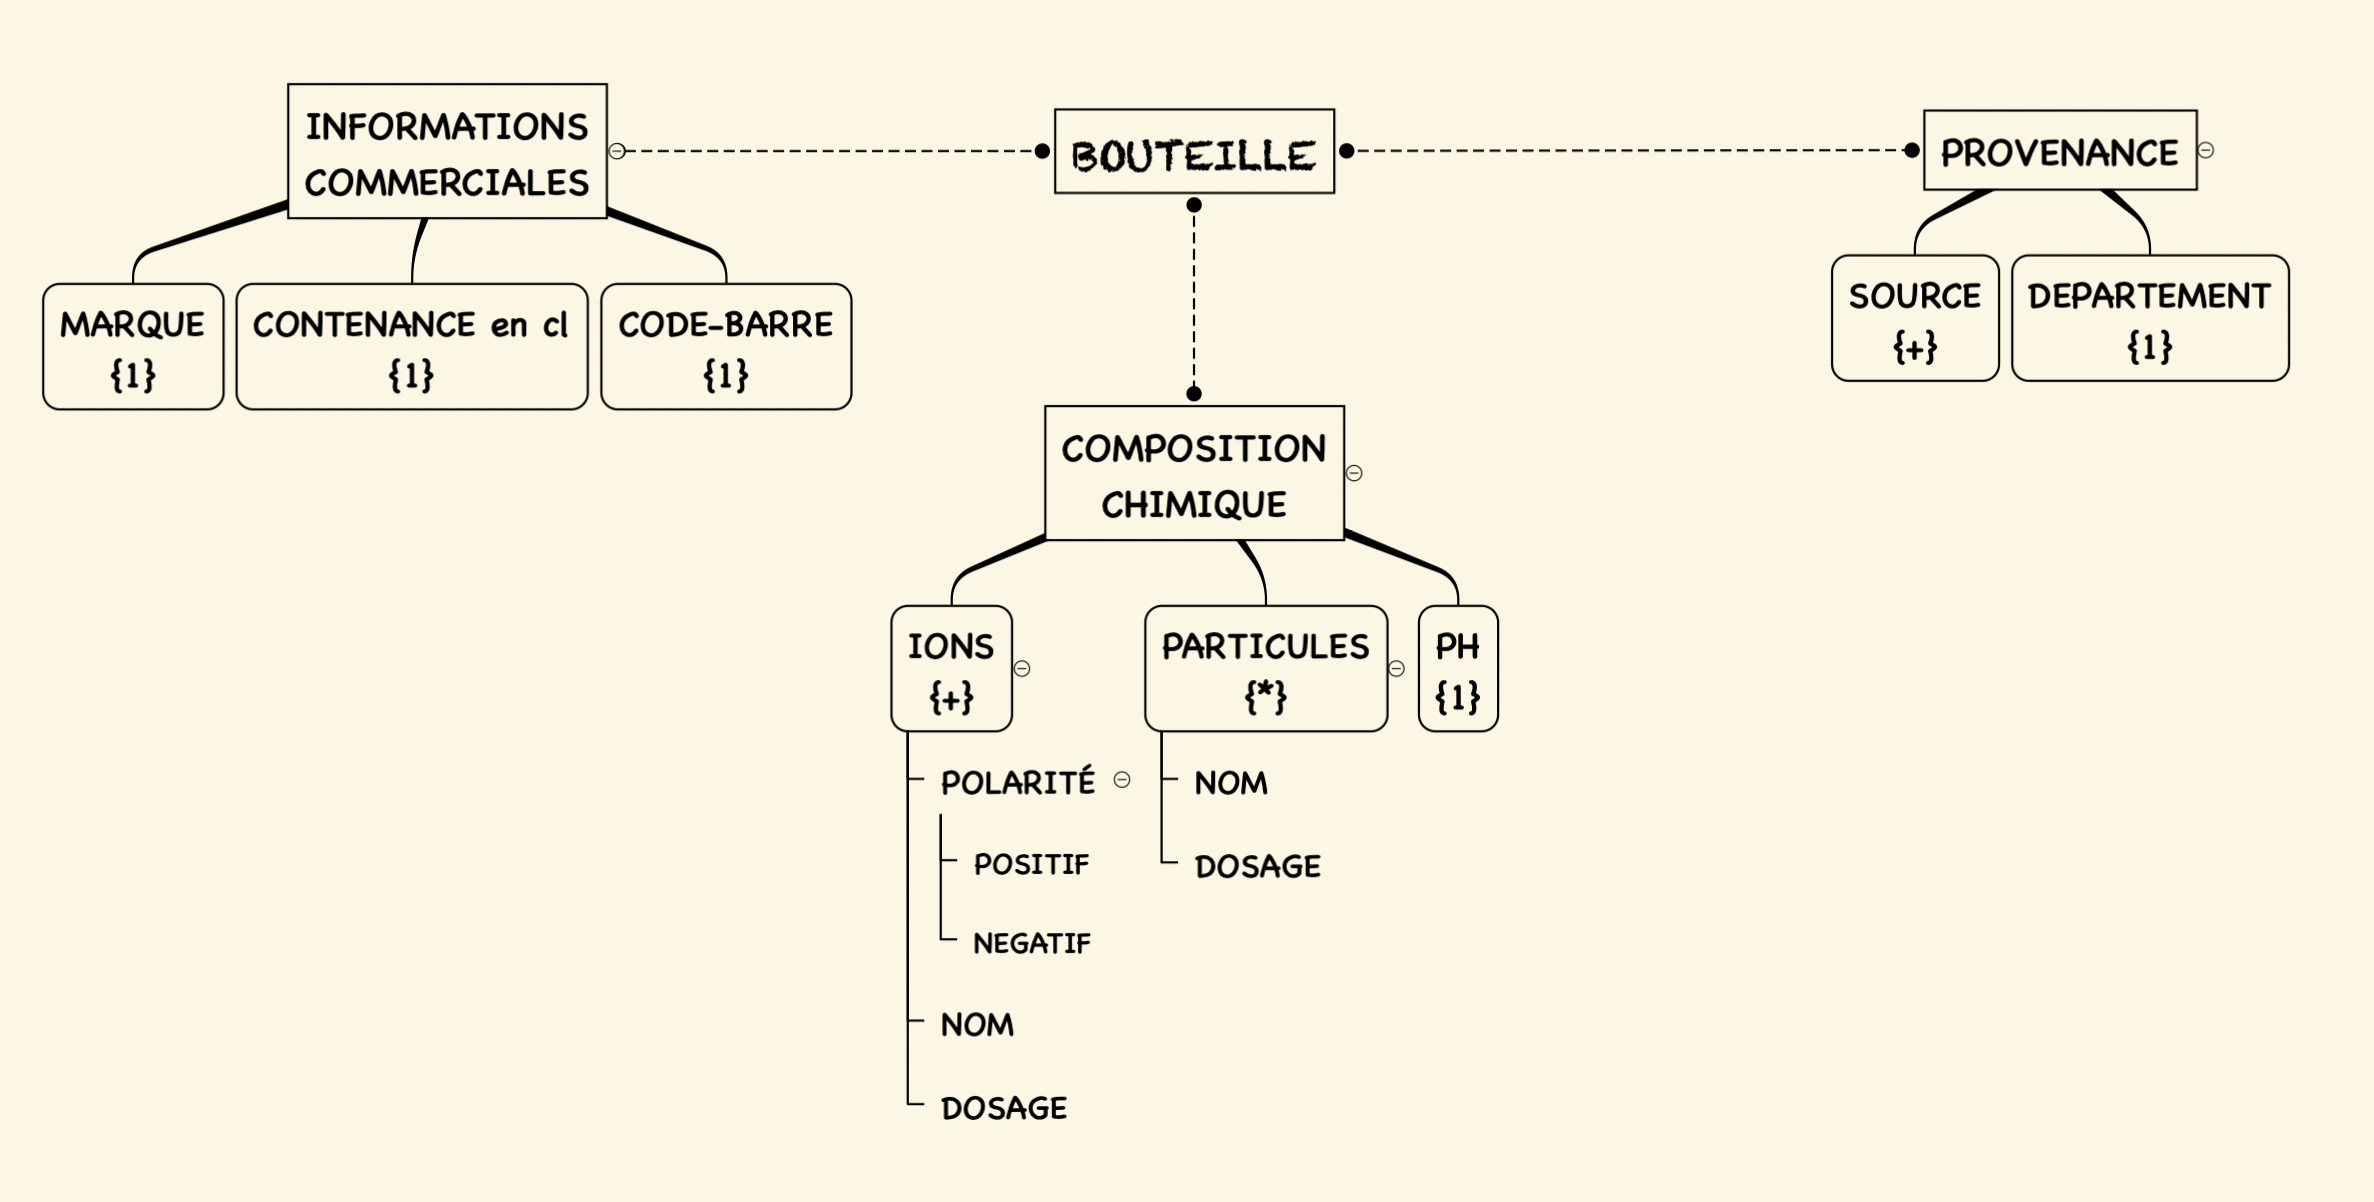 INFORMATIONS
COMMERCIALES
BOUTEILLE
PROVENANCE
MARQUE
{1}
CONTENANCE en cl
{1}
CODE-BARRE
{1}
SOURCE
{+}
DEPARTEMENT
{1}
COMPOSITION
CHIMIQUE
IONS
{+}
PARTICULES
{*}
PH
{1}
POLARITÉ
POSITIF
NEGATIF
NOM
DOSAGE
NOM
DOSAGE